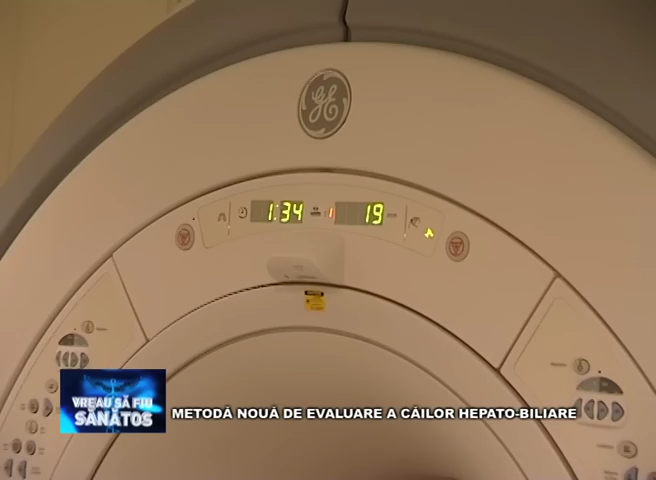 GE
1:34
19
VREAU SĂ FIU
SĂNĂTOS
METODĂ NOUĂ DE EVALUARE A CĂILOR HEPATO-BILIARE